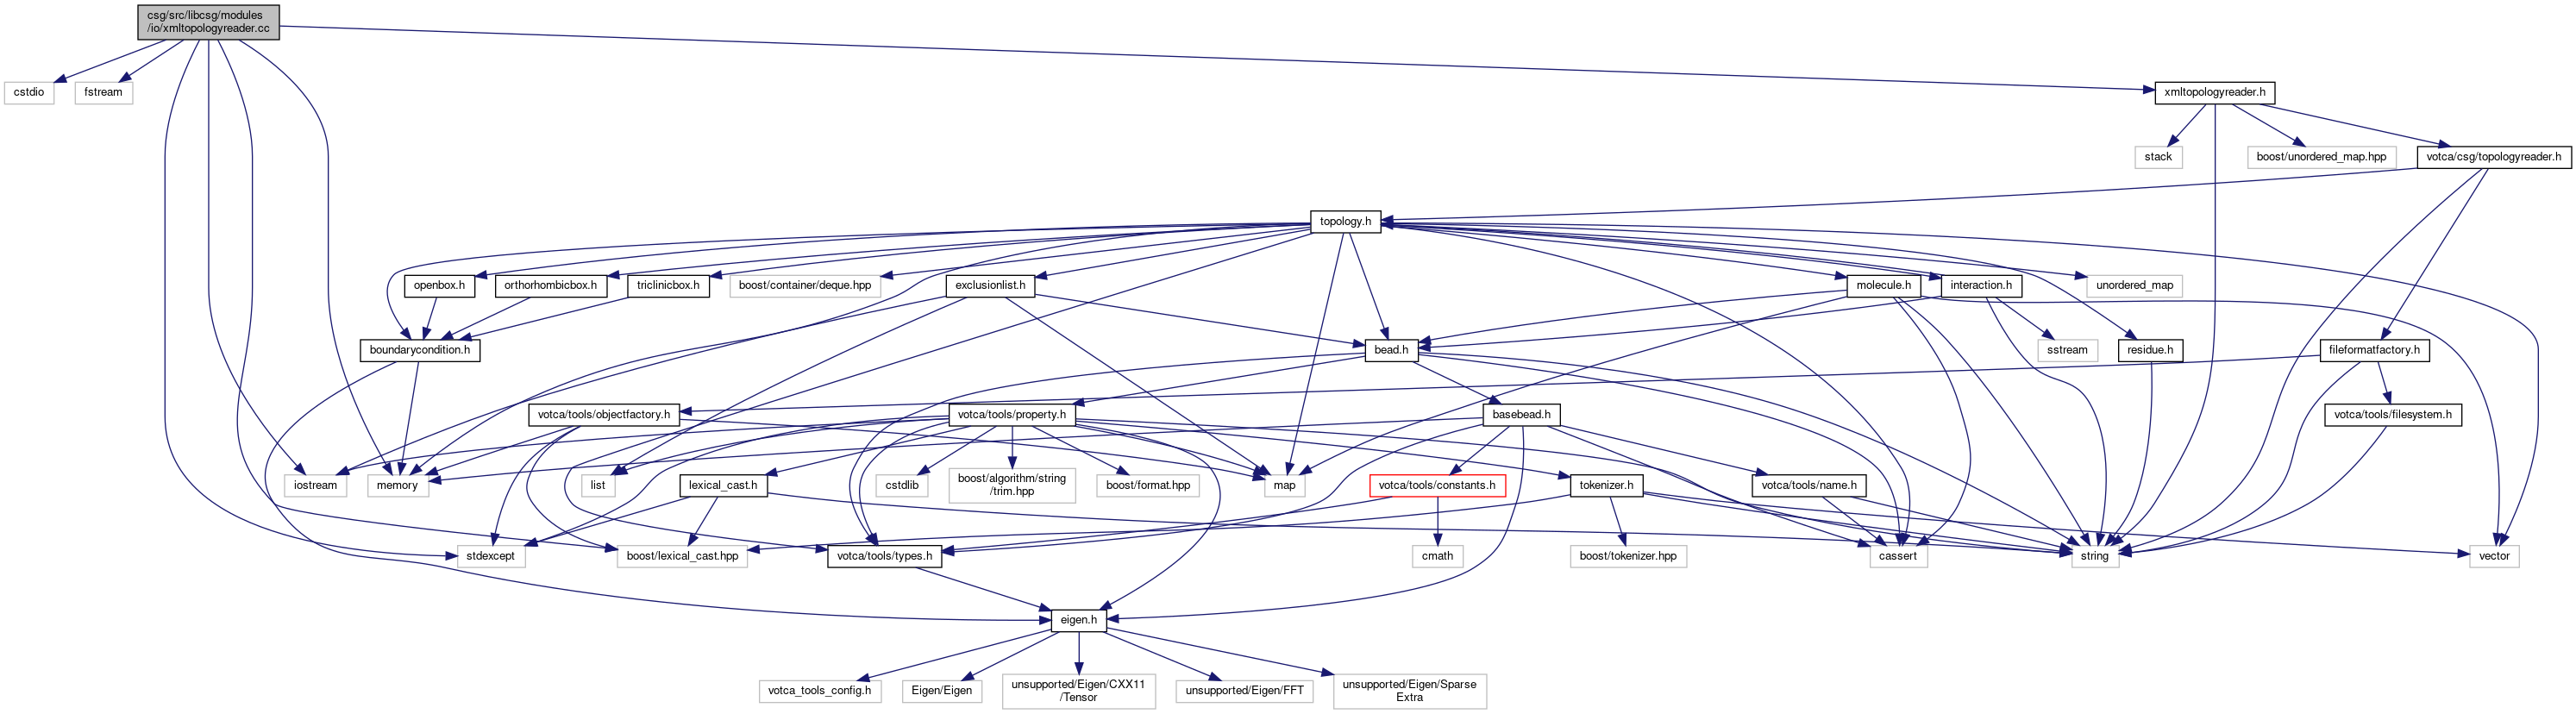 csg/src/libcsg/modules
/io/xmltopologyreader.cc
cstdio
fstream
xmltopologyreader.h
stack
boost/unordered_map.hpp
votca/csg/topologyreader.h
topology.h
openbox.h
orthorhombicbox.h
triclinicbox.h
boost/container/deque.hpp
exclusionlist.h
molecule.h
interaction.h
unordered_map
boundarycondition.h
bead.h
sstream
residue.h
fileformatfactory.h
votca/tools/objectfactory.h
votca/tools/property.h
basebead.h
votca/tools/filesystem.h
iostream
memory
list
lexical_cast.h
cstdlib
boost/algorithm/string
/trim.hpp
boost/format.hpp
map
votca/tools/constants.h
tokenizer.h
votca/tools/name.h
stdexcept
boost/lexical_cast.hpp
votca/tools/types.h
cmath
boost/tokenizer.hpp
cassert
string
vector
eigen.h
votca_tools_config.h
Eigen/Eigen
unsupported/Eigen/CXX11
/Tensor
unsupported/Eigen/FFT
unsupported/Eigen/Sparse
Extra